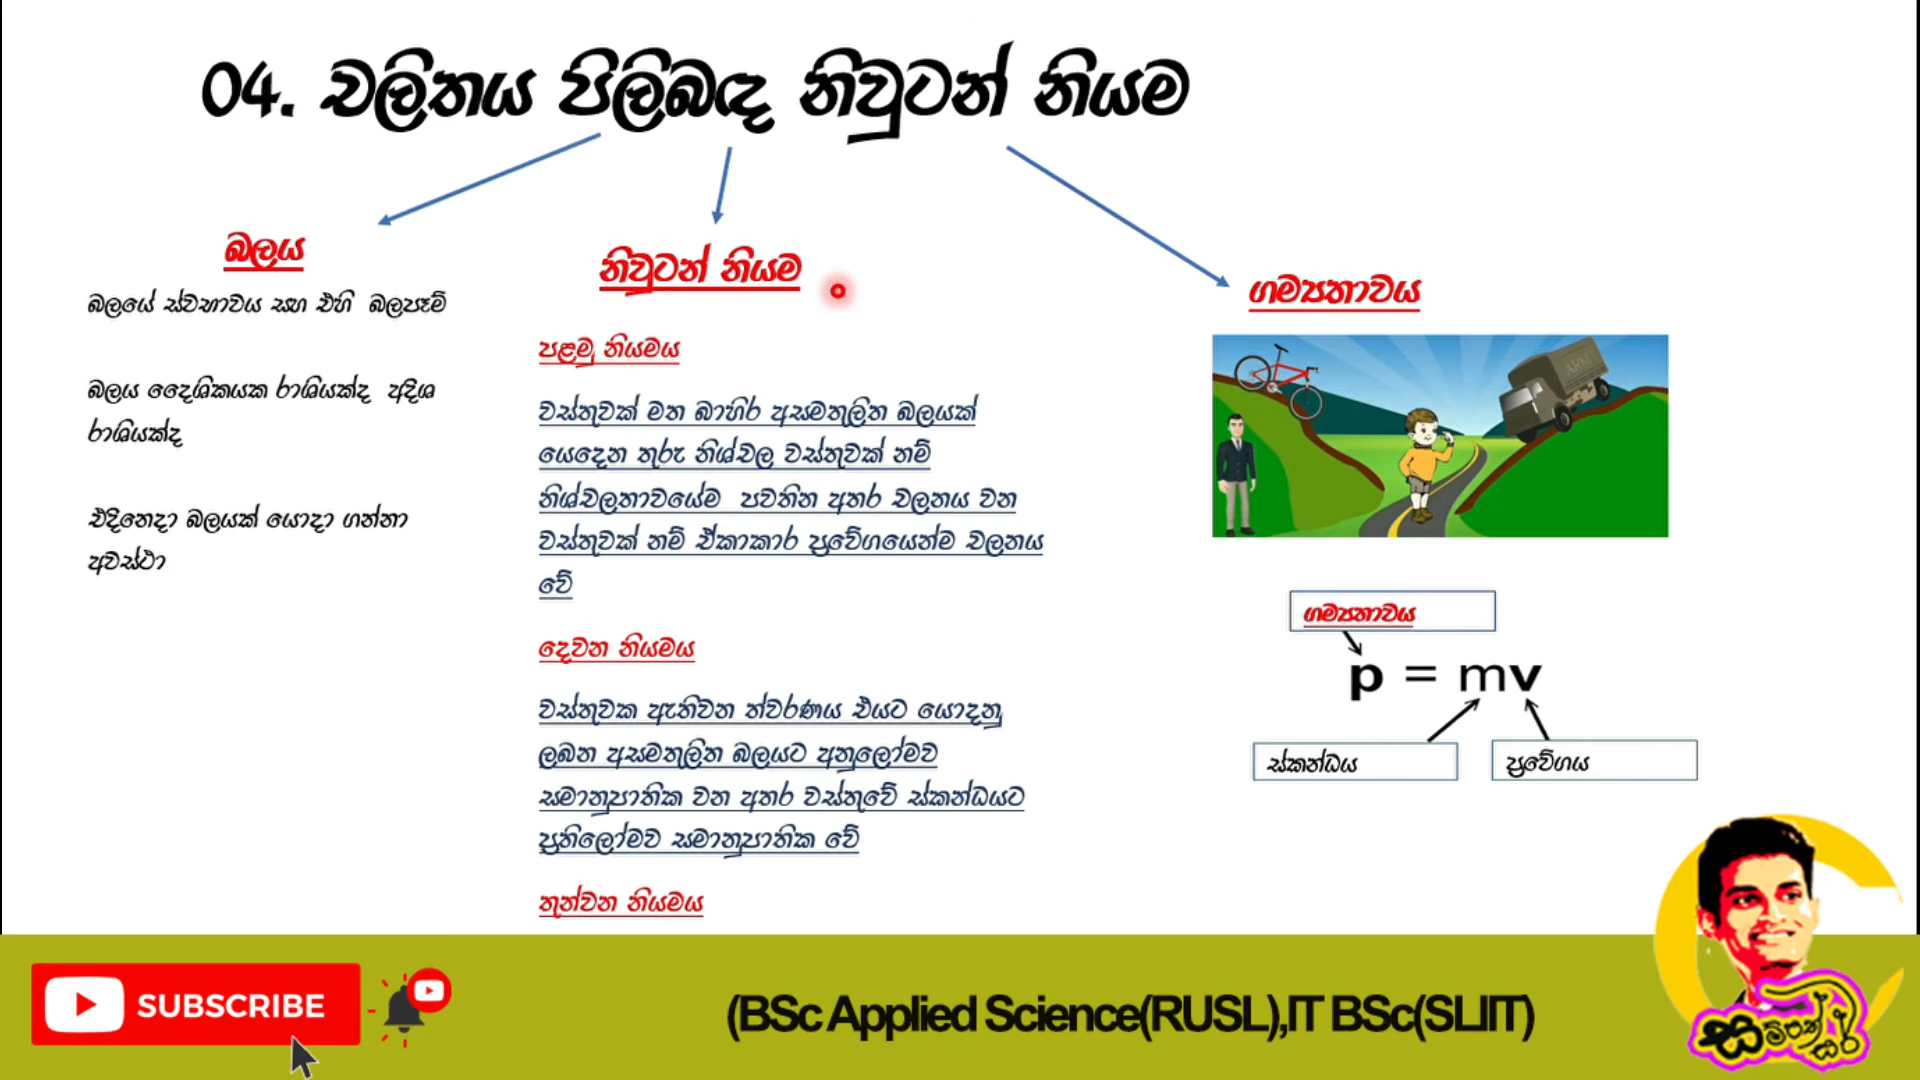 04. චලිතය පිලිබඳ නිවුටන් නියම
බලය
බලයේ ස්වභාවය සහ එහි බලපෑම්
බලය දෛශිකයක රාශියක්ද අදිශ
රාශියක්ද
එදිනෙදා බලයක් යොදා ගන්නා
අවස්ථා
නිවුටන් නියම
පළමු නියමය
වස්තුවක් මත බාහිර අසමතුලිත බලයක්
යෙදෙන තුරු නිශ්චල වස්තුවක් නම්
නිශ්චලතාවයේම පවතින අතර චලනය වන
වස්තුවක් නම් ඒකාකාර ප්‍රවේගයෙන්ම චලනය
වේ
දෙවන නියමය
වස්තුවක ඇතිවන ත්වරණය එයට යොදනු
ලබන අසමතුලිත බලයට අනුලෝමව
සමානුපාතික වන අතර වස්තුවේ ස්කන්ධයට
ප්‍රතිලෝමව සමානුපාතික වේ
තුන්වන නියමය
ගම්‍යතාවය
ගම්‍යතාවය
p = mv
ස්කන්ධය
ප්‍රවේගය
SUBSCRIBE
(BSc Applied Science(RUSL),IT BSc(SLIIT)
සම්පත් සර්